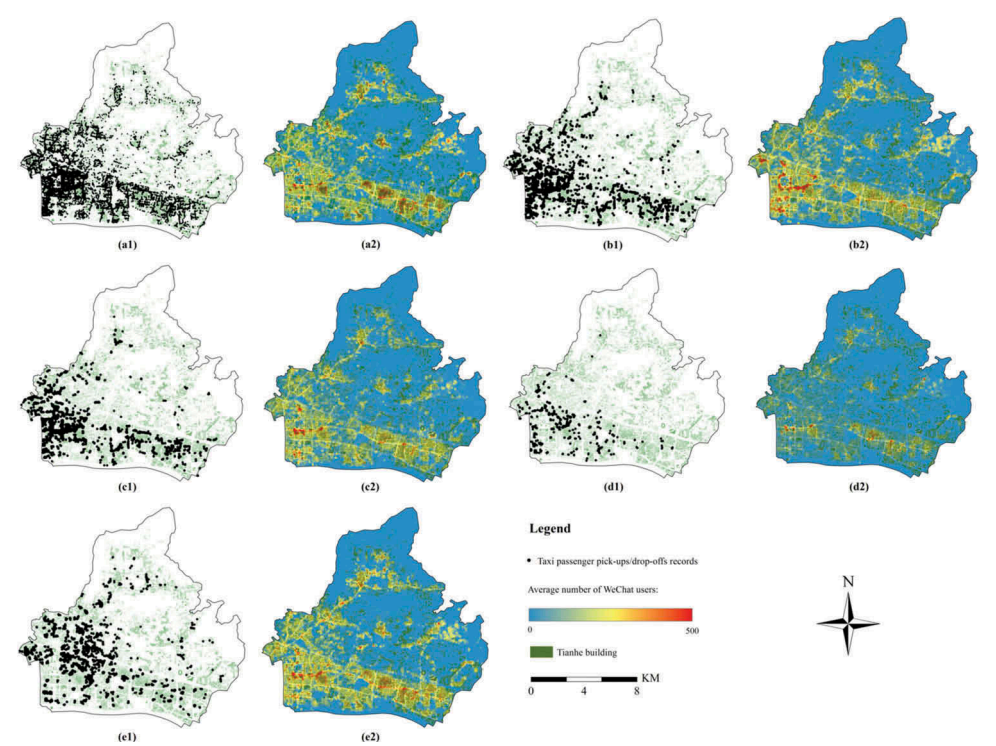 (a1) (a2) (b1) (b2)
(c1) (c2) (d1) (d2)
Legend
Taxi passenger pick-ups/drop-offs records
Average number of WeChat users:
0 500
Tianhe building
KM
0 4 8
N
(e1) (e2)